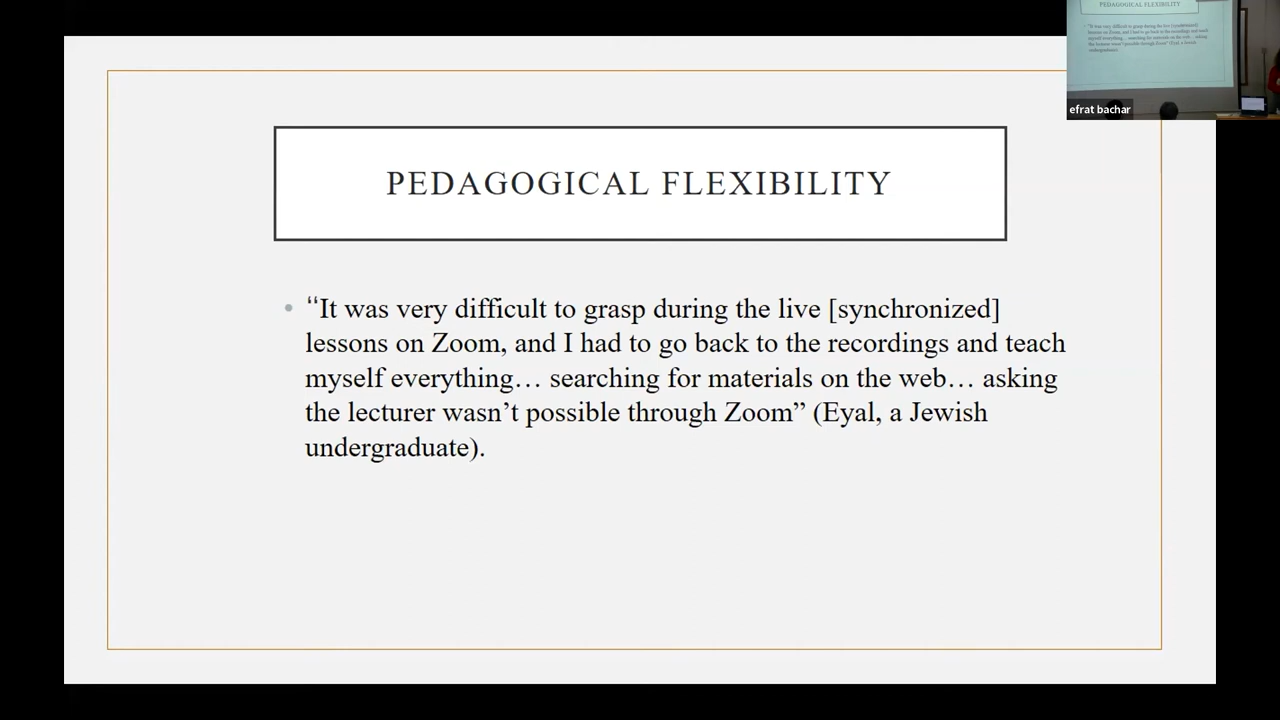 PEDAGOGICAL FLEXIBILITY
efrat bachar
PEDAGOGICAL FLEXIBILITY
• “It was very difficult to grasp during the live [synchronized]
lessons on Zoom, and I had to go back to the recordings and teach
myself everything… searching for materials on the web… asking
the lecturer wasn’t possible through Zoom” (Eyal, a Jewish
undergraduate).